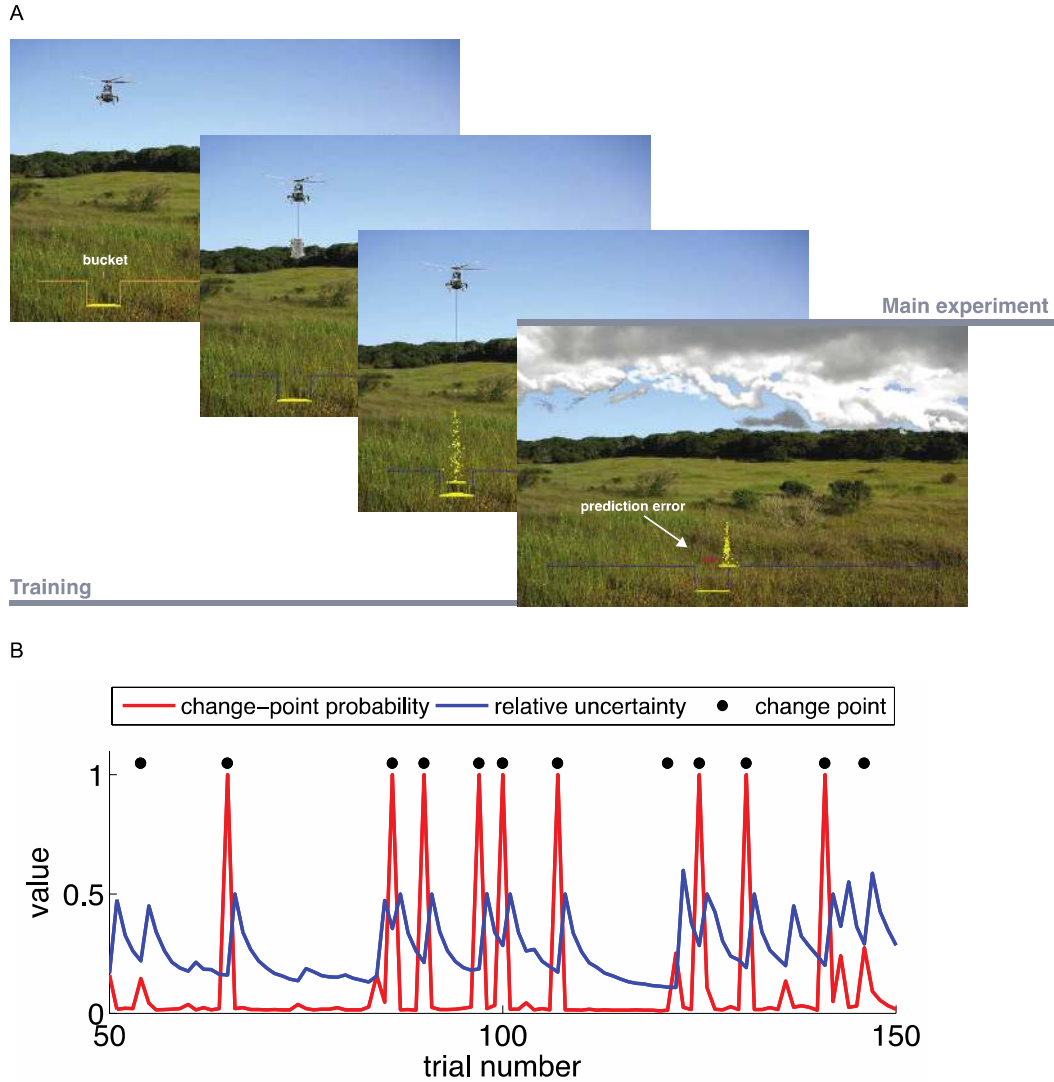 A
bucket
Main experiment
prediction error
Training
B
change-point probability relative uncertainty change point
1
0.5
0
value
50 100 150
trial number